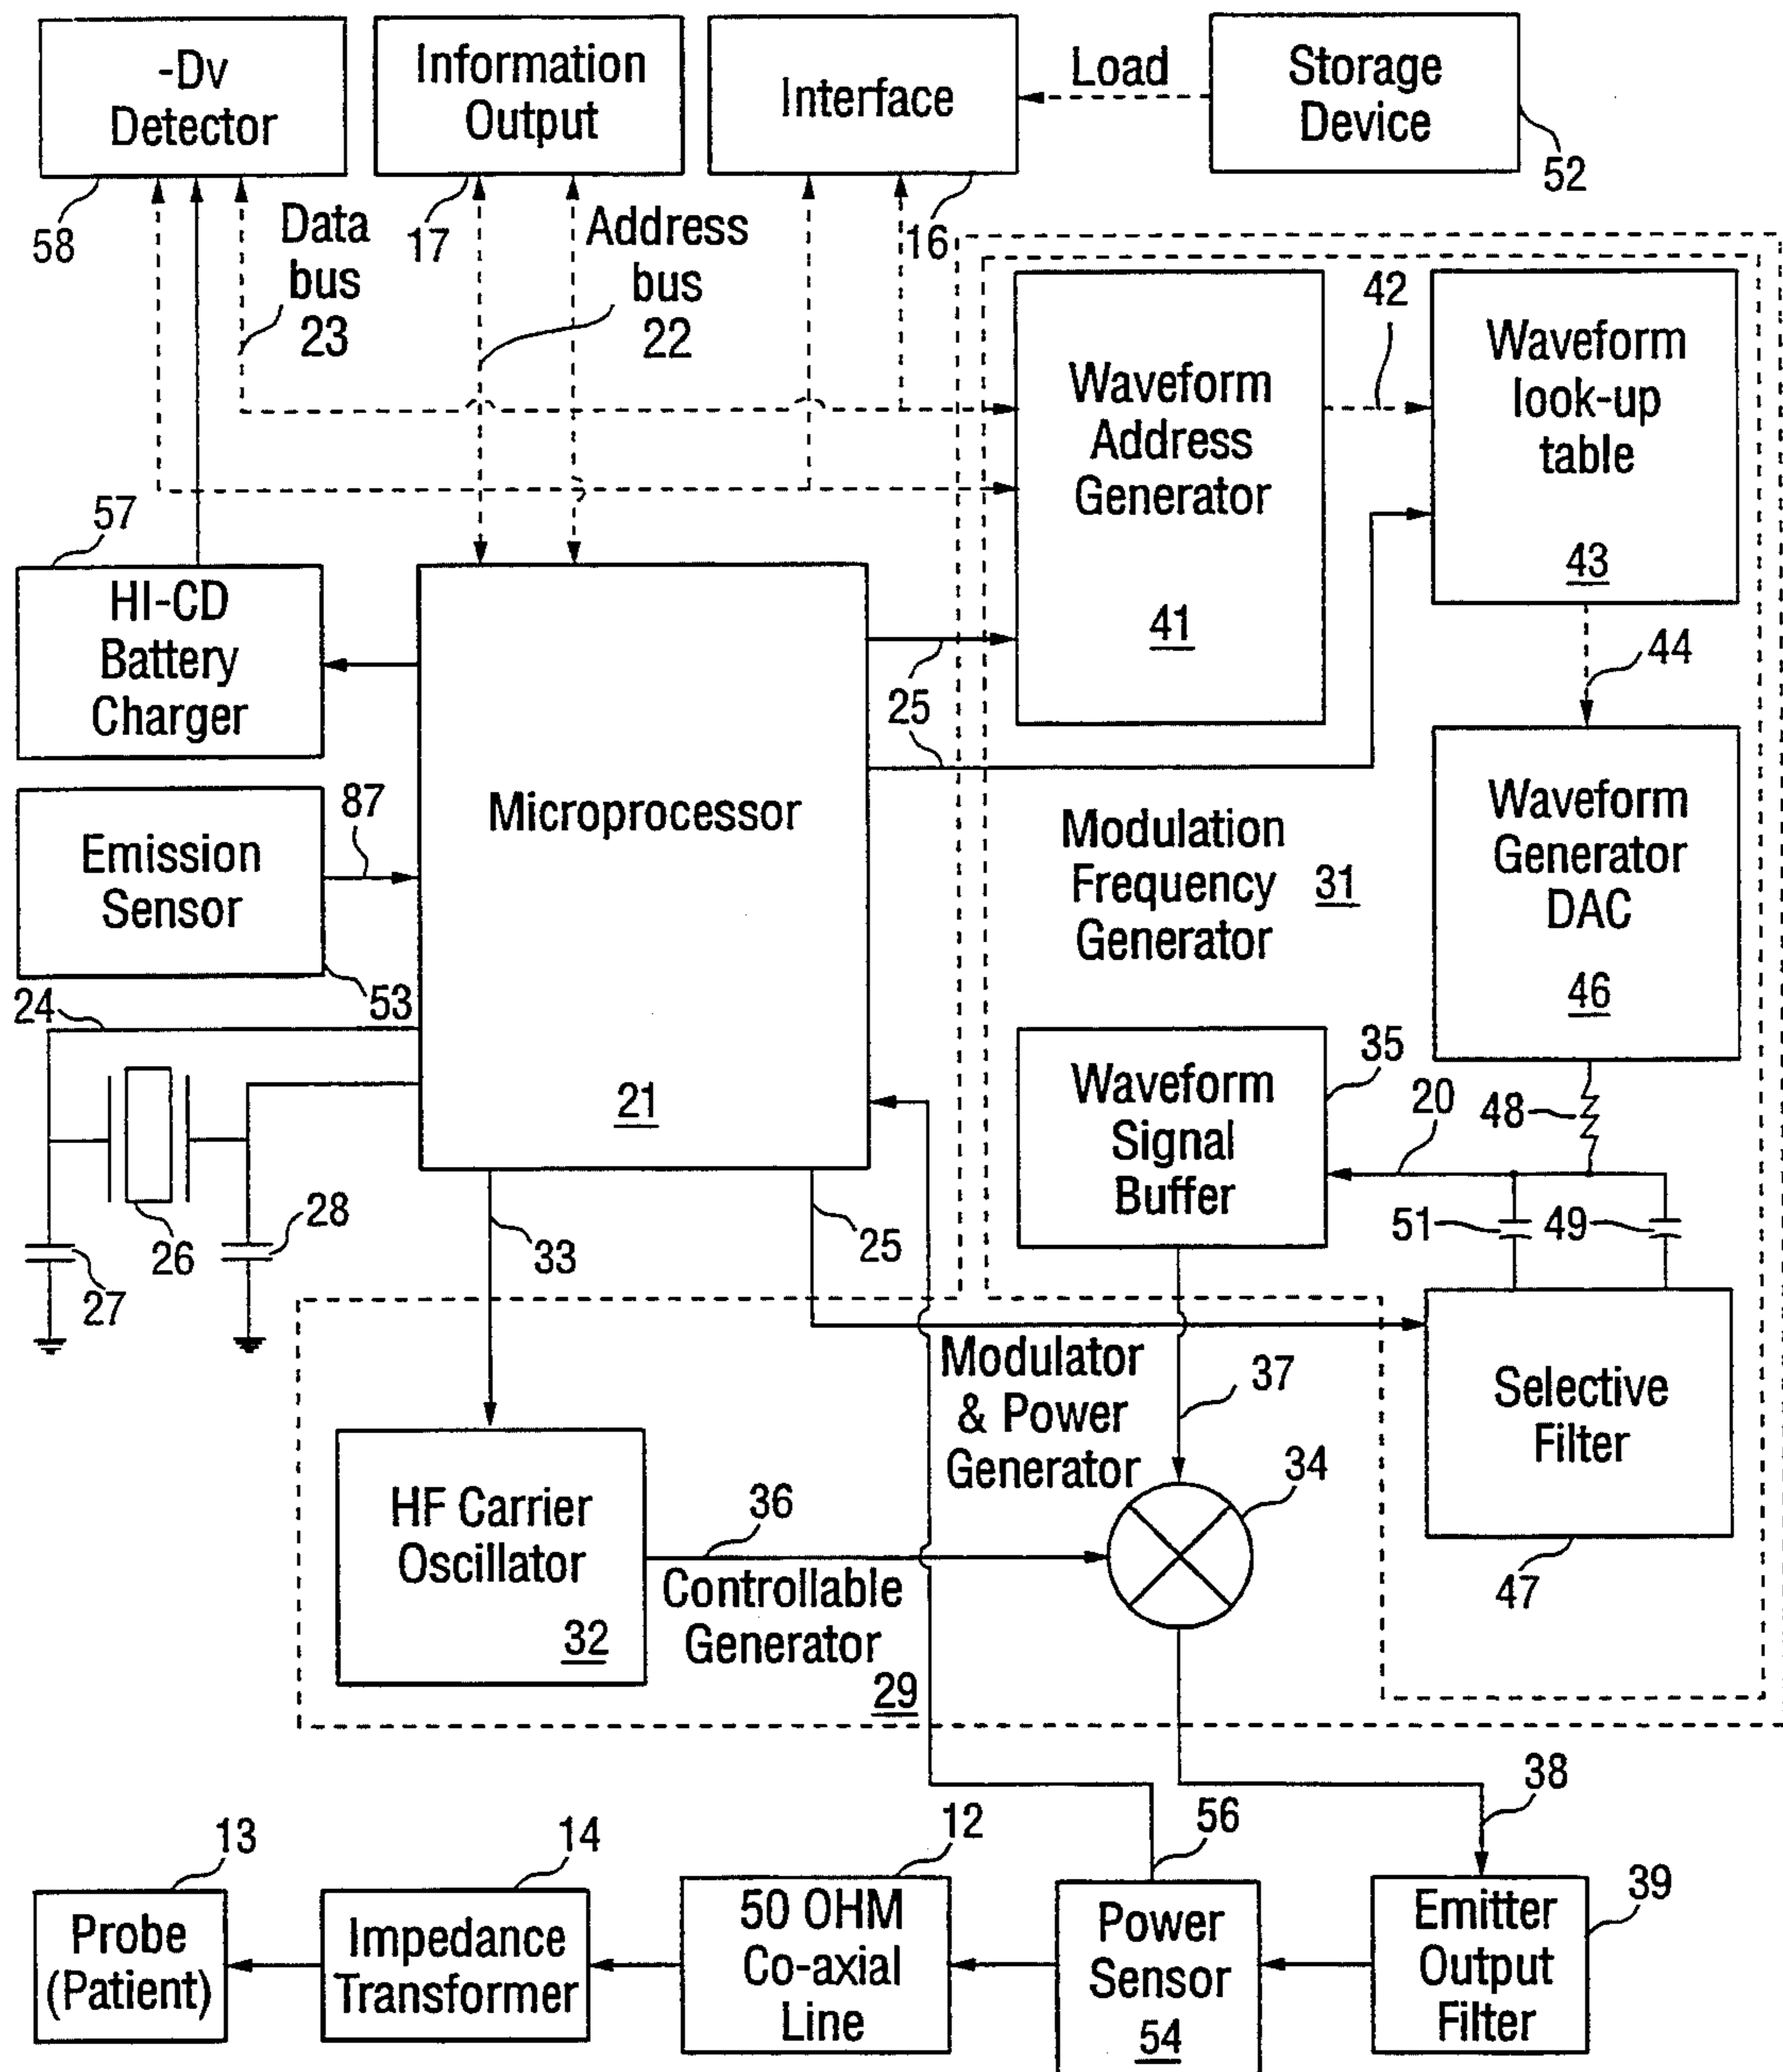 -Dv
Detector
58
Information
Output
17
Interface
16
Load
Storage
Device
52
Data
bus
23
Address
bus
22
Waveform
Address
Generator
41
42
Waveform
look-up
table
43
44
57
HI-CD
Battery
Charger
Microprocessor
21
25
25
Modulation
Frequency
Generator
31
Waveform
Generator
DAC
46
87
Emission
Sensor
53
24
26
27
28
33
25
Waveform
Signal
Buffer
35
20
48
51
49
Modulator
& Power
Generator
37
34
Selective
Filter
47
HF Carrier
Oscillator
32
36
Controllable
Generator
29
38
13
Probe
(Patient)
14
Impedance
Transformer
12
50 OHM
Co-axial
Line
56
Power
Sensor
54
Emitter
Output
Filter
39